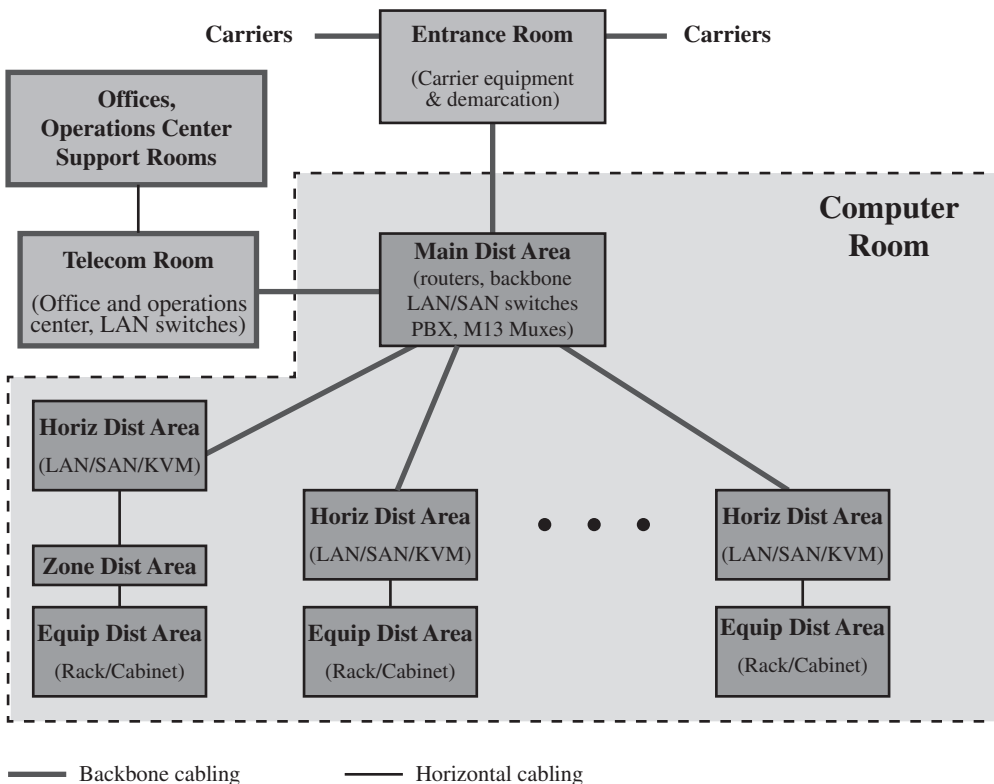 Carriers
Entrance Room
(Carrier equipment
& demarcation)
Carriers
Offices,
Operations Center
Support Rooms
Computer
Room
Telecom Room
(Office and operations
center, LAN switches)
Main Dist Area
(routers, backbone
LAN/SAN switches
PBX, M13 Muxes)
Horiz Dist Area
(LAN/SAN/KVM)
Zone Dist Area
Equip Dist Area
(Rack/Cabinet)
Horiz Dist Area
(LAN/SAN/KVM)
Equip Dist Area
(Rack/Cabinet)
• • •
Horiz Dist Area
(LAN/SAN/KVM)
Equip Dist Area
(Rack/Cabinet)
Backbone cabling
Horizontal cabling